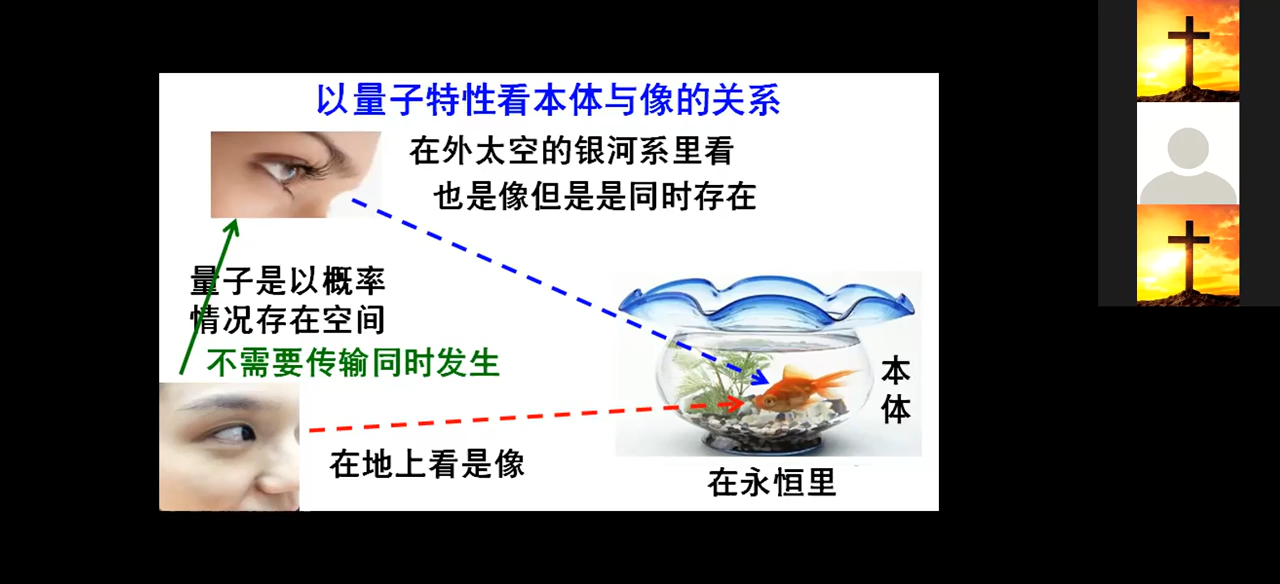 以量子特性看本体与像的关系
在外太空的银河系里看
也是像但是是同时存在
量子是以概率
情况存在空间
不需要传输同时发生
本
体
在地上看是像
在永恒里